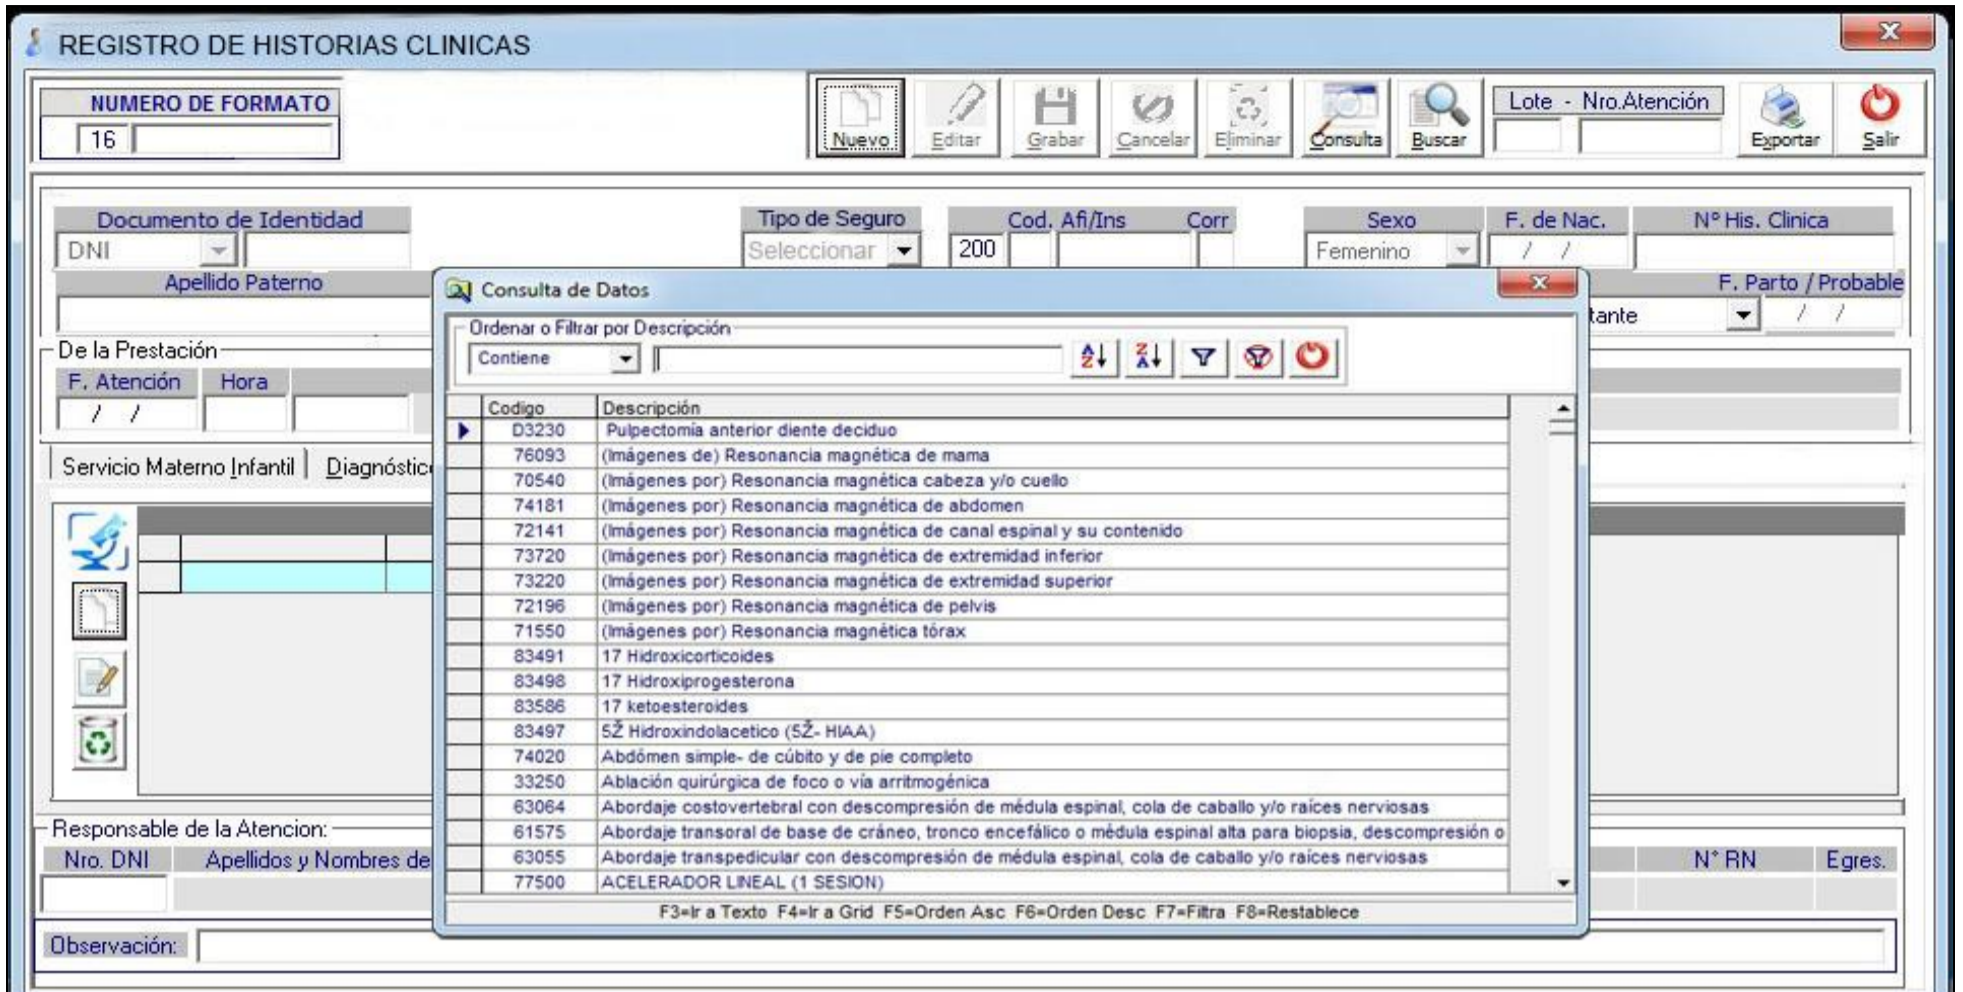 REGISTRO DE HISTORIAS CLINICAS
NUMERO DE FORMATO
16
Nuevo
Editar
Grabar
Cancelar
Eliminar
Consulta
Buscar
Lote - Nro.Atención
Exportar
Salir
Documento de Identidad
Tipo de Seguro
Cod. Afi/Ins
Corr
Sexo
F. de Nac.
Nº His. Clinica
DNI
Seleccionar
200
Femenino
/ /
Apellido Paterno
F. Parto / Probable
tante
/ /
De la Prestación
F. Atención
Hora
/ /
Servicio Materno Infantil
Diagnóstic
Consulta de Datos
Ordenar o Filtrar por Descripción
Contiene
Codigo Descripción
D3230 Pulpectomía anterior diente deciduo
76093 (Imágenes de) Resonancia magnética de mama
70540 (Imágenes por) Resonancia magnética cabeza y/o cuello
74181 (Imágenes por) Resonancia magnética de abdomen
72141 (Imágenes por) Resonancia magnética de canal espinal y su contenido
73720 (Imágenes por) Resonancia magnética de extremidad inferior
73220 (Imágenes por) Resonancia magnética de extremidad superior
72196 (Imágenes por) Resonancia magnética de pelvis
71550 (Imágenes por) Resonancia magnética tórax
83491 17 Hidroxicorticoides
83498 17 Hidroxiprogesterona
83586 17 ketoesteroides
83497 5Ž Hidroxindolacetico (5Ž- HIAA)
74020 Abdómen simple- de cúbito y de pie completo
33250 Ablación quirúrgica de foco o vía arritmogénica
63064 Abordaje costovertebral con descompresión de médula espinal, cola de caballo y/o raíces nerviosas
61575 Abordaje transoral de base de cráneo, tronco encefálico o médula espinal alta para biopsia, descompresión o
63055 Abordaje transpedicular con descompresión de médula espinal, cola de caballo y/o raíces nerviosas
77500 ACELERADOR LINEAL (1 SESION)
F3=Ir a Texto F4=Ir a Grid F5=Orden Asc F6=Orden Desc F7=Filtra F8=Restablece
Responsable de la Atencion:
Nro. DNI
Apellidos y Nombres de
N° RN
Egres.
Observación: